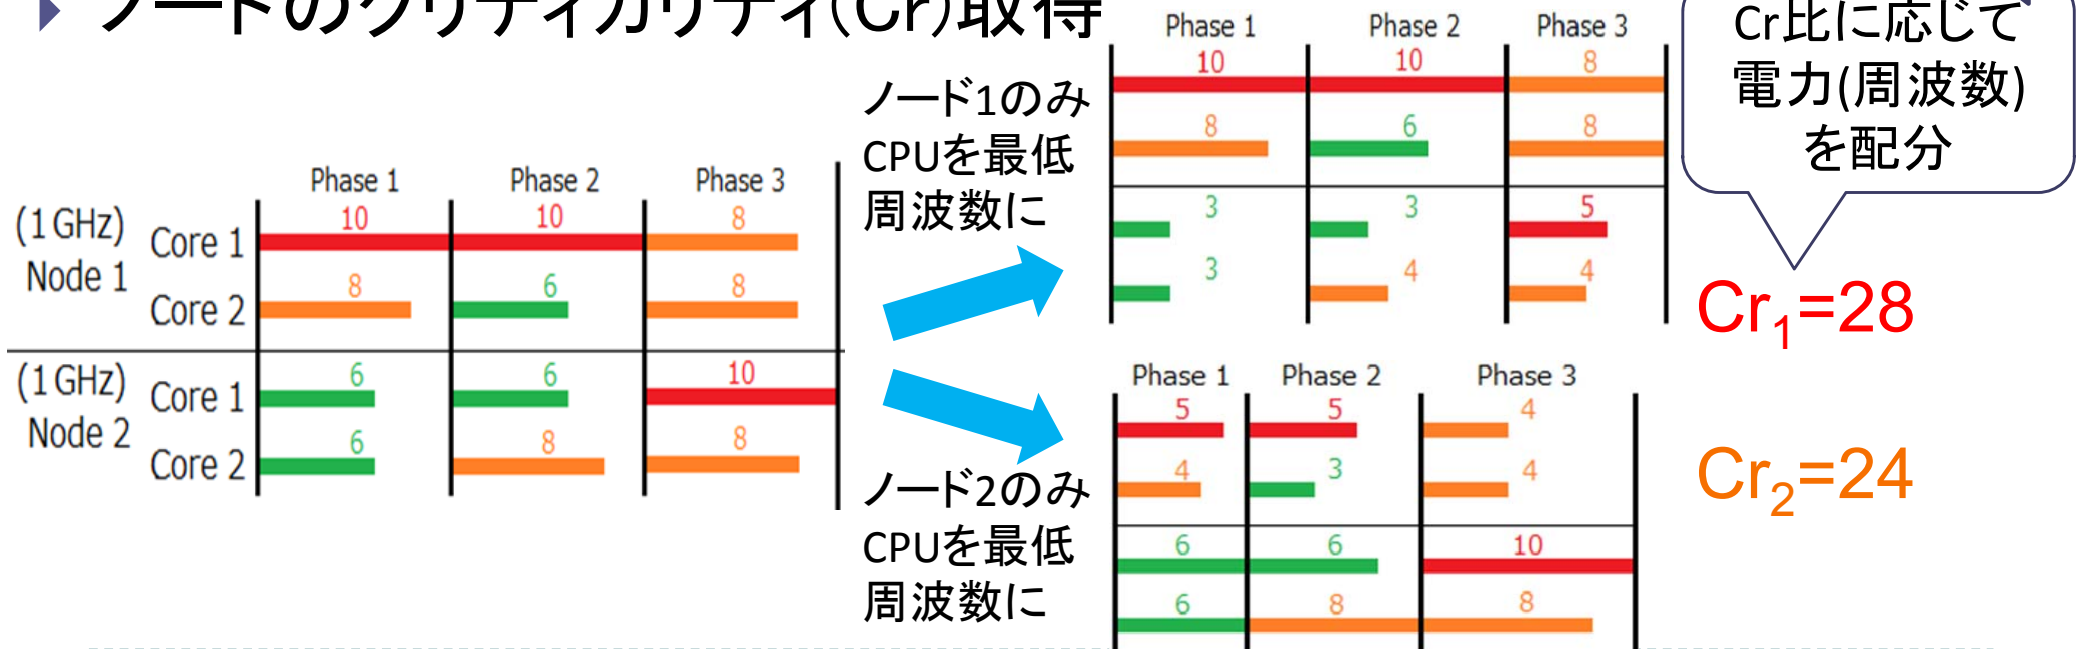 ノードのクリティカリティ(Cr)取得
Phase 1 Phase 2 Phase 3
(1 GHz)
Node 1
Core 1 10 10 8
Core 2 8 6 8
(1 GHz)
Node 2
Core 1 6 6 10
Core 2 6 8 8
ノード1のみ
CPUを最低
周波数に
Phase 1 Phase 2 Phase 3
10 10 8
8 6 8
3 3 5
3 4 4
ノード2のみ
CPUを最低
周波数に
Phase 1 Phase 2 Phase 3
5 5 4
4 3 4
6 6 10
6 8 8
Cr比に応じて
電力(周波数)
を配分
Cr1=28
Cr2=24